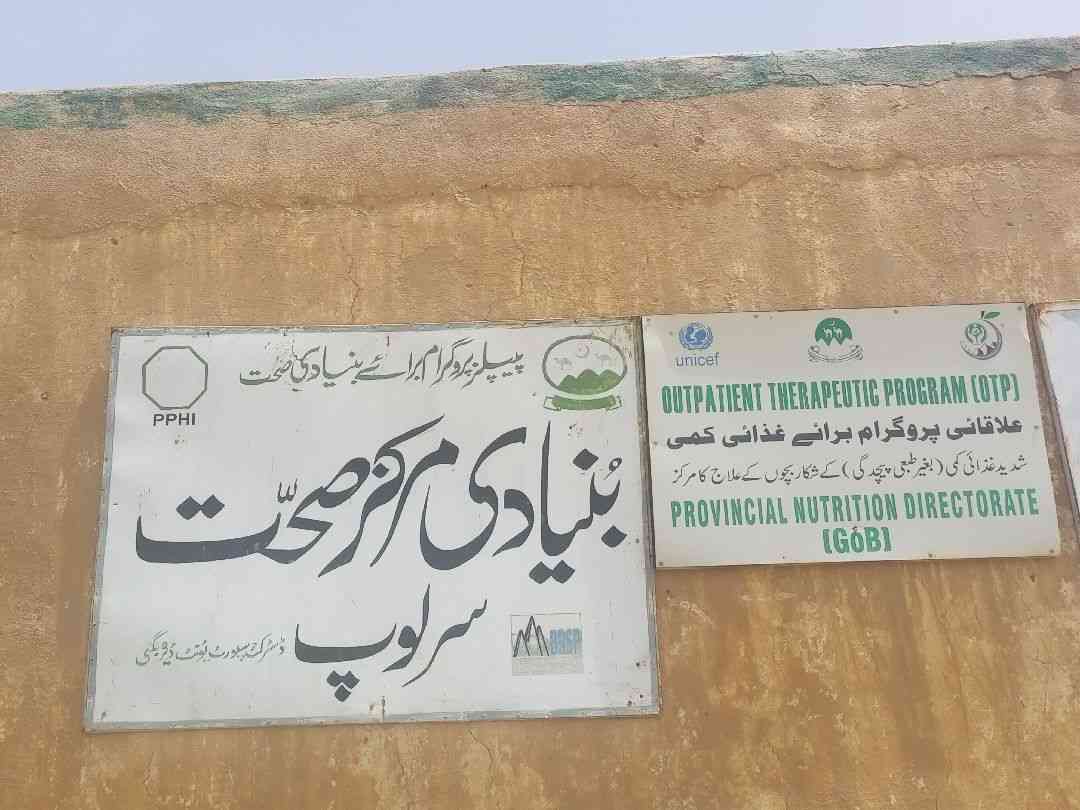 PPHI
پیپلز پروگرام برائے بنیادی صحت
بُنیادی مرکز صحت
سرلوپ
ڈسٹرکٹ سپورٹ یونٹ ڈیرہ بگٹی
BRSP
unicef
OUTPATIENT THERAPEUTIC PROGRAM (OTP)
علاقائی پروگرام برائے غذائی کمی
شدید غذائی کمی (بغیر طبعی پیچیدگی) کے شکار بچوں کے علاج کا مرکز
PROVINCIAL NUTRITION DIRECTORATE
(GoB)